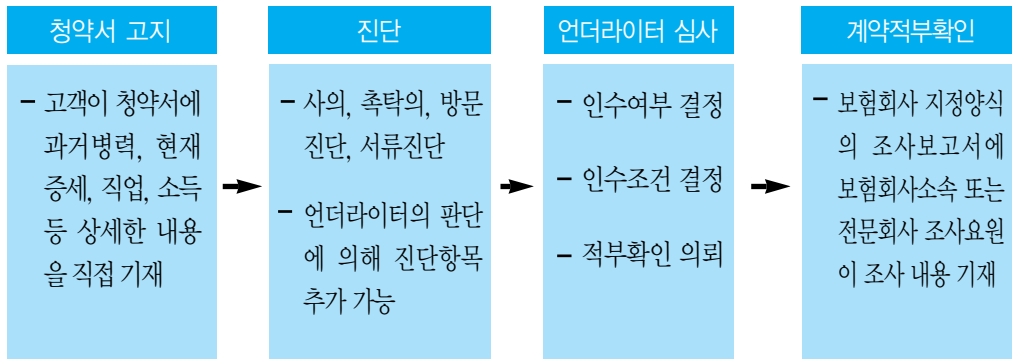 청약서 고지
– 고객이 청약서에
과거병력, 현재
증세, 직업, 소득
등 상세한 내용
을 직접 기재
진단
– 사의, 촉탁의, 방문
진단, 서류진단
– 언더라이터의 판단
에 의해 진단항목
추가 가능
언더라이터 심사
– 인수여부 결정
– 인수조건 결정
– 적부확인 의뢰
계약적부확인
– 보험회사 지정양식
의 조사보고서에
보험회사소속 또는
전문회사 조사요원
이 조사 내용 기재